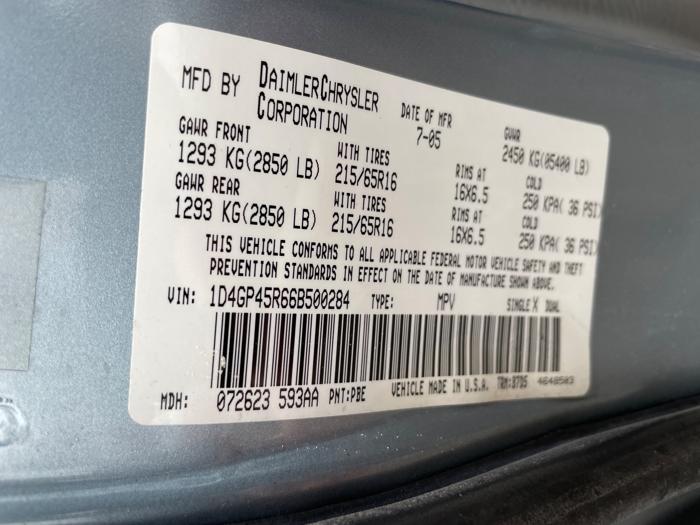 MFD BY DAIMLERCHRYSLER CORPORATION DATE OF MFR 7-05 GVWR 2450 KG(05400 LB)
GAWR FRONT WITH TIRES RIMS AT COLD
1293 KG(2850 LB) 215/65R16 16X6.5 250 KPA( 36 PSI)
GAWR REAR WITH TIRES RIMS AT COLD
1293 KG(2850 LB) 215/65R16 16X6.5 250 KPA( 36 PSI)
THIS VEHICLE CONFORMS TO ALL APPLICABLE FEDERAL MOTOR VEHICLE SAFETY AND THEFT
PREVENTION STANDARDS IN EFFECT ON THE DATE OF MANUFACTURE SHOWN ABOVE.
VIN: 1D4GP45R66B500284 TYPE: MPV SINGLE X DUAL
MDH: 072623 593AA PNT:PBE VEHICLE MADE IN U.S.A. TRM:B7D5 4648503